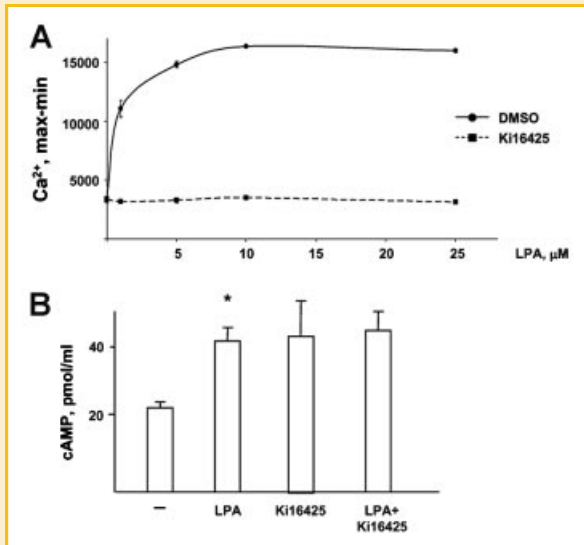 A
Ca²⁺, max-min
15000
10000
5000
DMSO
Ki16425
5
10
15
20
25
LPA, µM
B
cAMP, pmol/ml
40
20
*
–
LPA
Ki16425
LPA+
Ki16425